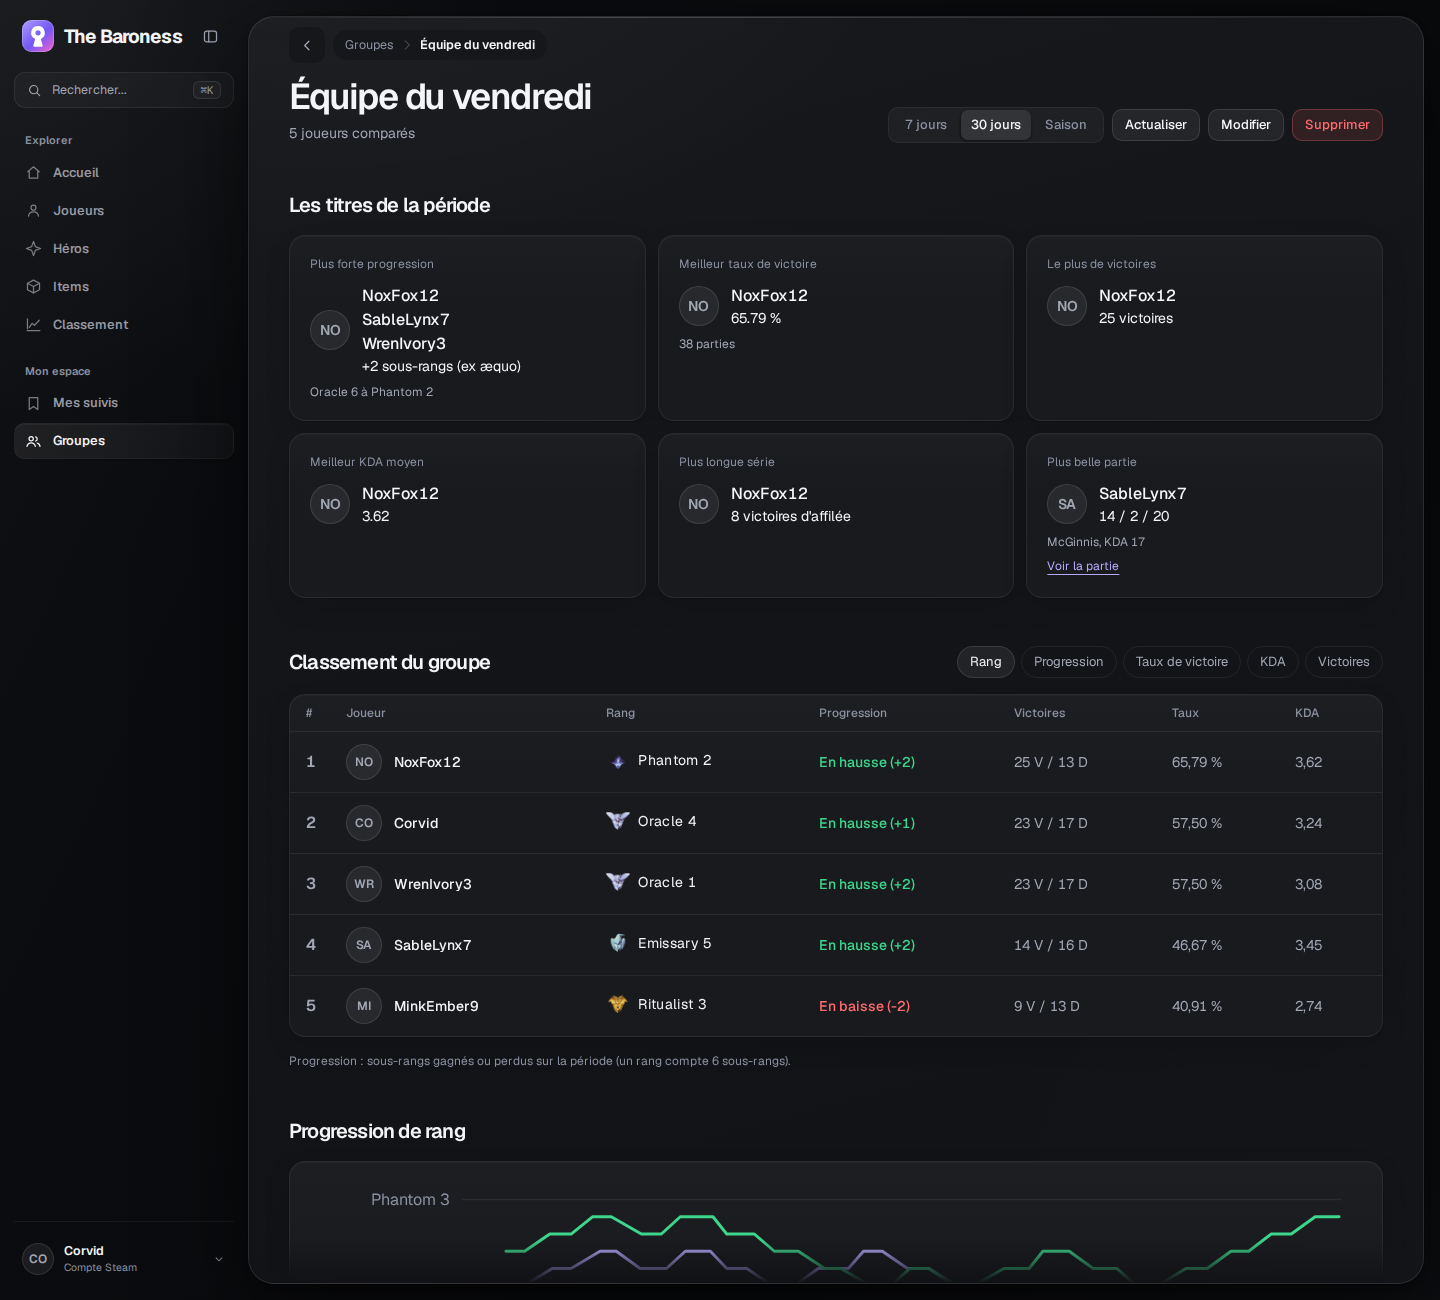 The Baroness
Rechercher...
⌘K
Explorer
Accueil
Joueurs
Héros
Items
Classement
Mon espace
Mes suivis
Groupes
CO
Corvid
Compte Steam
Groupes
Équipe du vendredi
Équipe du vendredi
5 joueurs comparés
7 jours
30 jours
Saison
Actualiser
Modifier
Supprimer
Les titres de la période
Plus forte progression
NO
NoxFox12
SableLynx7
WrenIvory3
+2 sous-rangs (ex æquo)
Oracle 6 à Phantom 2
Meilleur taux de victoire
NO
NoxFox12
65.79 %
38 parties
Le plus de victoires
NO
NoxFox12
25 victoires
Meilleur KDA moyen
NO
NoxFox12
3.62
Plus longue série
NO
NoxFox12
8 victoires d'affilée
Plus belle partie
SA
SableLynx7
14 / 2 / 20
McGinnis, KDA 17
Voir la partie
Classement du groupe
Rang
Progression
Taux de victoire
KDA
Victoires
# Joueur Rang Progression Victoires Taux KDA
1 NO NoxFox12 Phantom 2 En hausse (+2) 25 V / 13 D 65,79 % 3,62
2 CO Corvid Oracle 4 En hausse (+1) 23 V / 17 D 57,50 % 3,24
3 WR WrenIvory3 Oracle 1 En hausse (+2) 23 V / 17 D 57,50 % 3,08
4 SA SableLynx7 Emissary 5 En hausse (+2) 14 V / 16 D 46,67 % 3,45
5 MI MinkEmber9 Ritualist 3 En baisse (-2) 9 V / 13 D 40,91 % 2,74
Progression : sous-rangs gagnés ou perdus sur la période (un rang compte 6 sous-rangs).
Progression de rang
Phantom 3